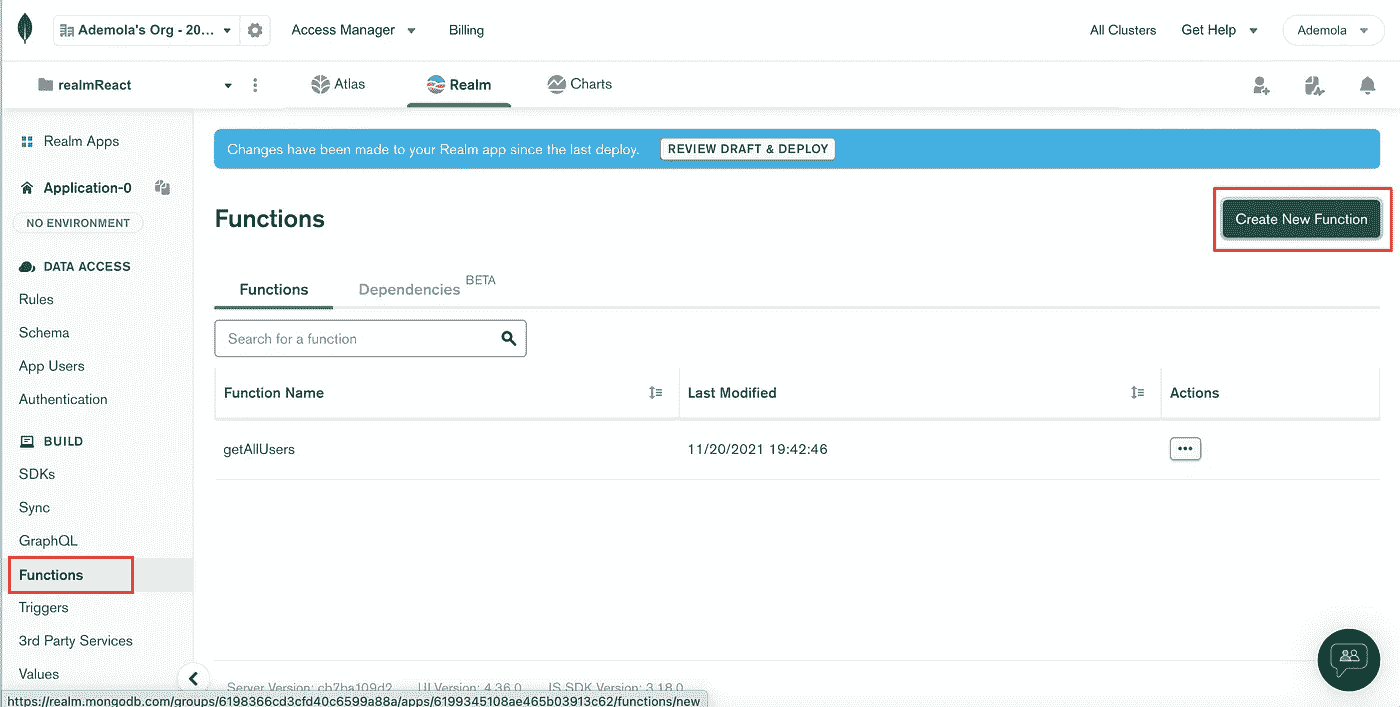 Ademola's Org - 20... Access Manager Billing All Clusters Get Help Ademola
realmReact Atlas Realm Charts
Realm Apps
Application-0
NO ENVIRONMENT
DATA ACCESS
Rules
Schema
App Users
Authentication
BUILD
SDKs
Sync
GraphQL
Functions
Triggers
3rd Party Services
Values
Changes have been made to your Realm app since the last deploy. REVIEW DRAFT & DEPLOY
Functions Create New Function
Functions Dependencies BETA
Search for a function
Function Name Last Modified Actions
getAllUsers 11/20/2021 19:42:46
Server Version: cb7ba109d2 UI Version: 4.36.0 JS SDK Version: 3.18.0
https://realm.mongodb.com/groups/6198366cd3cfd40c6599a88a/apps/6199345108ae465b03913c62/functions/new